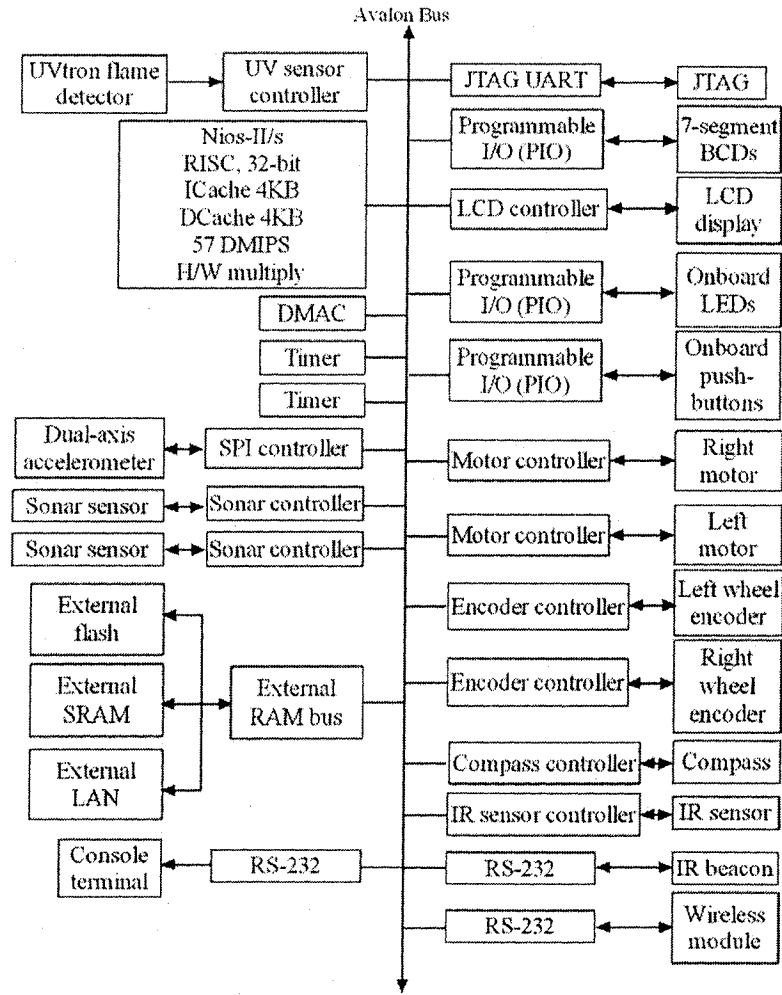 Avalon Bus
UVtron flame
detector
UV sensor
controller
JTAG UART
JTAG
Nios-II/s
RISC, 32-bit
ICache 4KB
DCache 4KB
57 DMIPS
H/W multiply
Programmable
I/O (PIO)
7-segment
BCDs
LCD controller
LCD
display
Programmable
I/O (PIO)
Onboard
LEDs
DMAC
Timer
Programmable
I/O (PIO)
Onboard
push-
buttons
Timer
Dual-axis
accelerometer
SPI controller
Motor controller
Right
motor
Sonar sensor
Sonar controller
Sonar sensor
Sonar controller
Motor controller
Left
motor
External
flash
Encoder controller
Left wheel
encoder
External
SRAM
External
RAM bus
Encoder controller
Right
wheel
encoder
External
LAN
Compass controller
Compass
IR sensor controller
IR sensor
Console
terminal
RS-232
RS-232
IR beacon
RS-232
Wireless
module